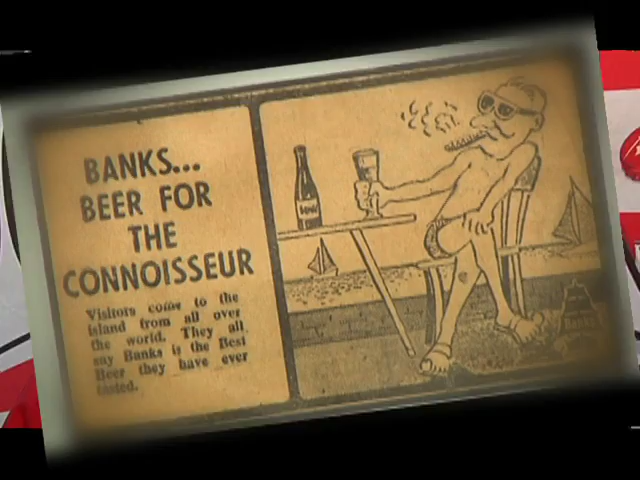 BANKS...
BEER FOR
THE
CONNOISSEUR
Visitors come to the
island from all over
the world. They all
say Banks is the Best
Beer they have ever
tasted.
Banks